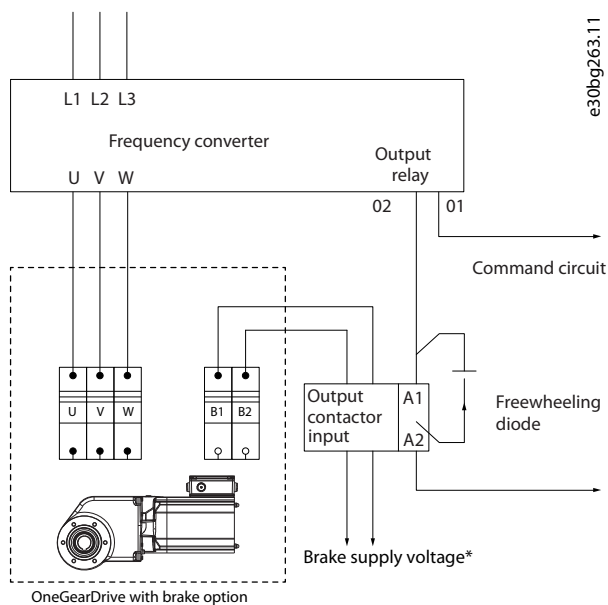 e30bg263.11
L1 L2 L3
Frequency converter
Output
relay
U V W
02 01
Command circuit
U V W B1 B2
Output
contactor
input
A1
A2
Freewheeling
diode
Brake supply voltage*
OneGearDrive with brake option